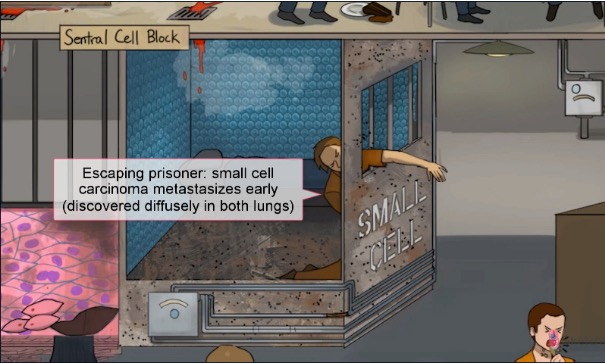 Sentral Cell Block
Escaping prisoner: small cell
carcinoma metastasizes early
(discovered diffusely in both lungs)
SMALL
CELL